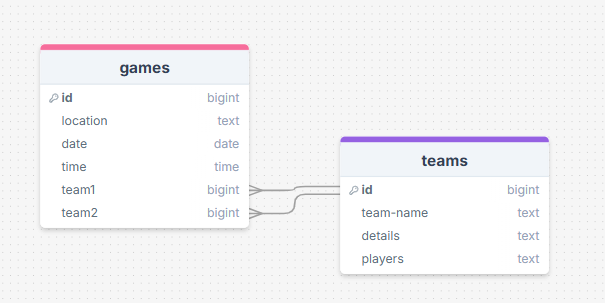 games
id bigint
location text
date date
time time
team1 bigint
team2 bigint
teams
id bigint
team-name text
details text
players text